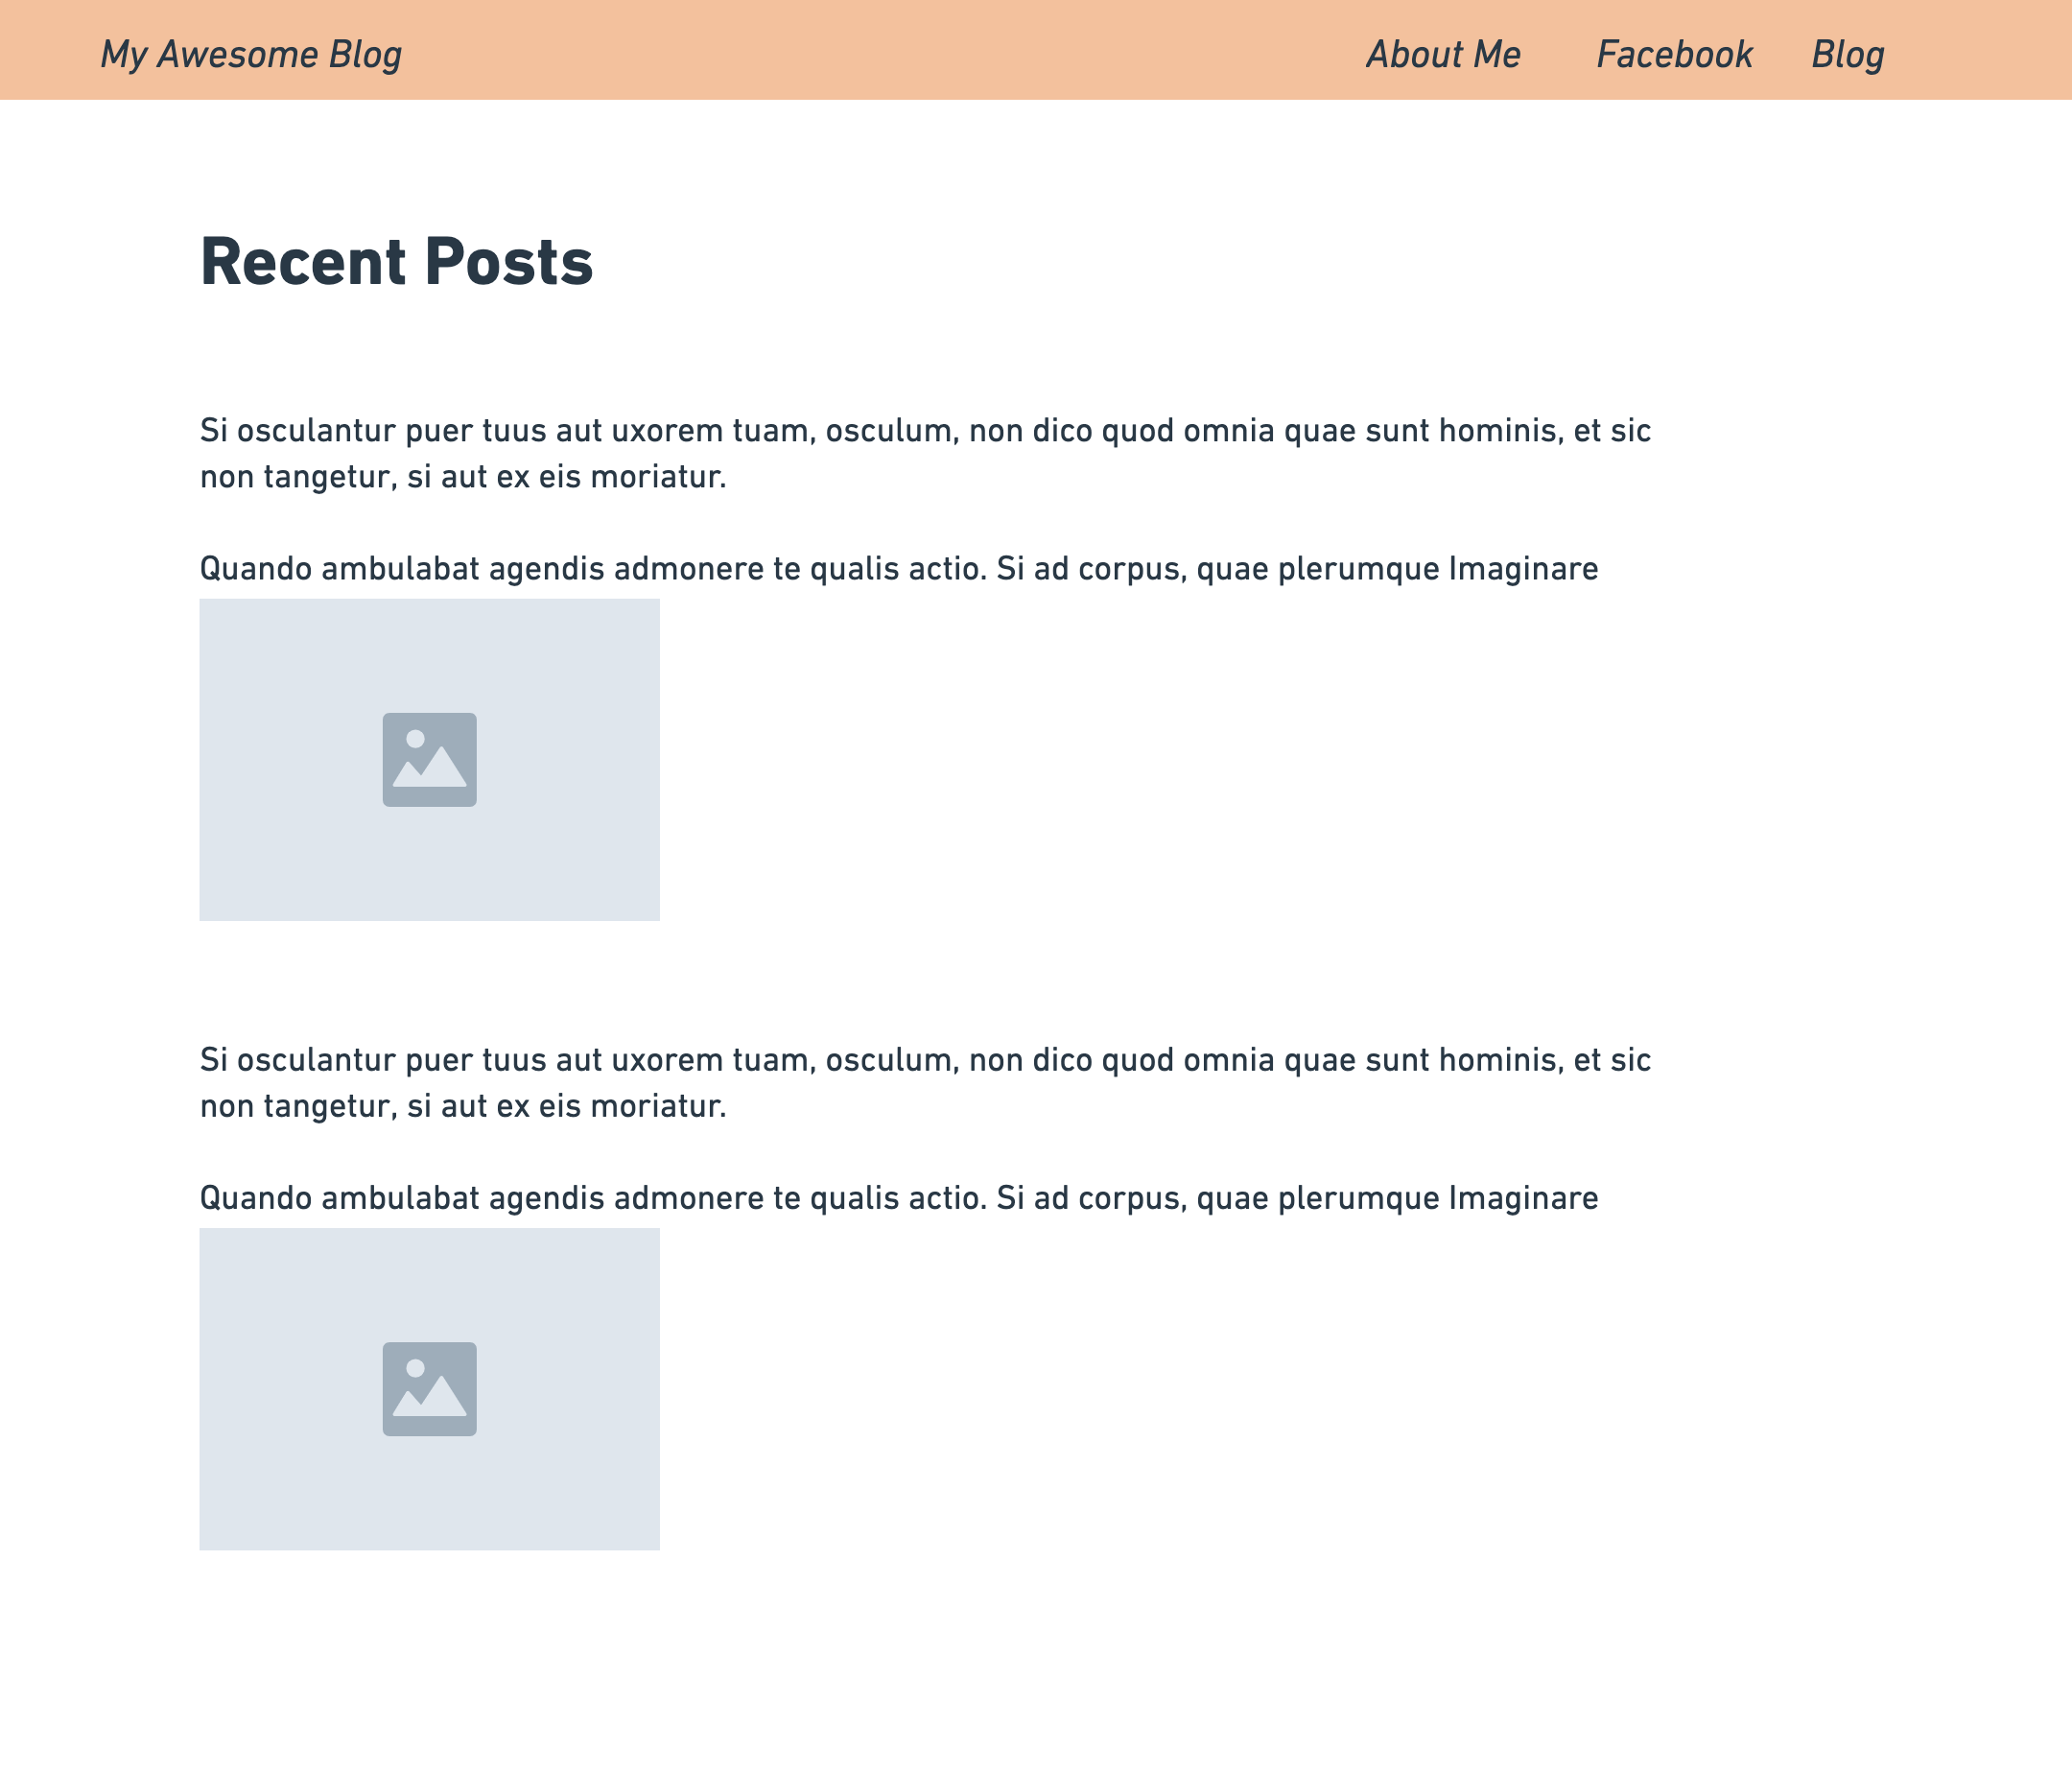 My Awesome Blog
About Me
Facebook
Blog
Recent Posts
Si osculantur puer tuus aut uxorem tuam, osculum, non dico quod omnia quae sunt hominis, et sic
non tangetur, si aut ex eis moriatur.
Quando ambulabat agendis admonere te qualis actio. Si ad corpus, quae plerumque Imaginare
Si osculantur puer tuus aut uxorem tuam, osculum, non dico quod omnia quae sunt hominis, et sic
non tangetur, si aut ex eis moriatur.
Quando ambulabat agendis admonere te qualis actio. Si ad corpus, quae plerumque Imaginare